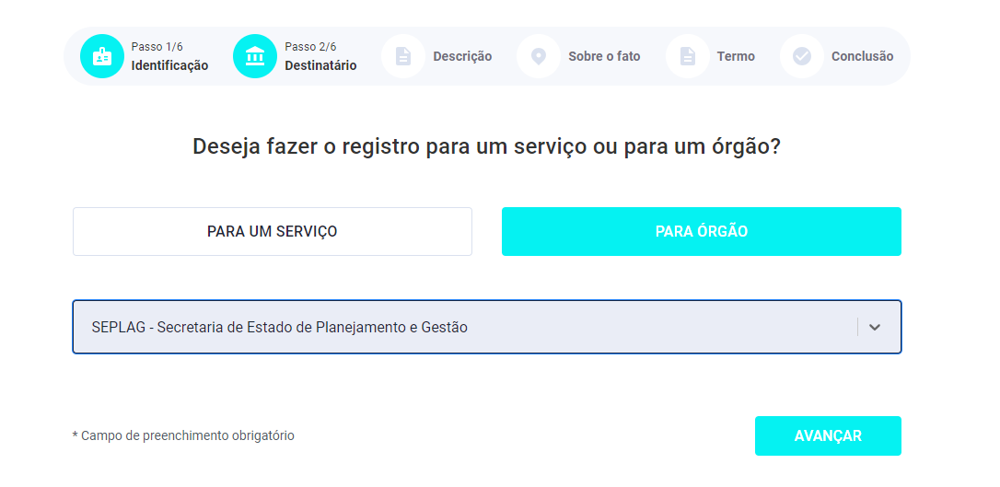 Passo 1/6
Identificação
Passo 2/6
Destinatário
Descrição
Sobre o fato
Termo
Conclusão
Deseja fazer o registro para um serviço ou para um órgão?
PARA UM SERVIÇO
PARA ÓRGÃO
SEPLAG - Secretaria de Estado de Planejamento e Gestão
* Campo de preenchimento obrigatório
AVANÇAR